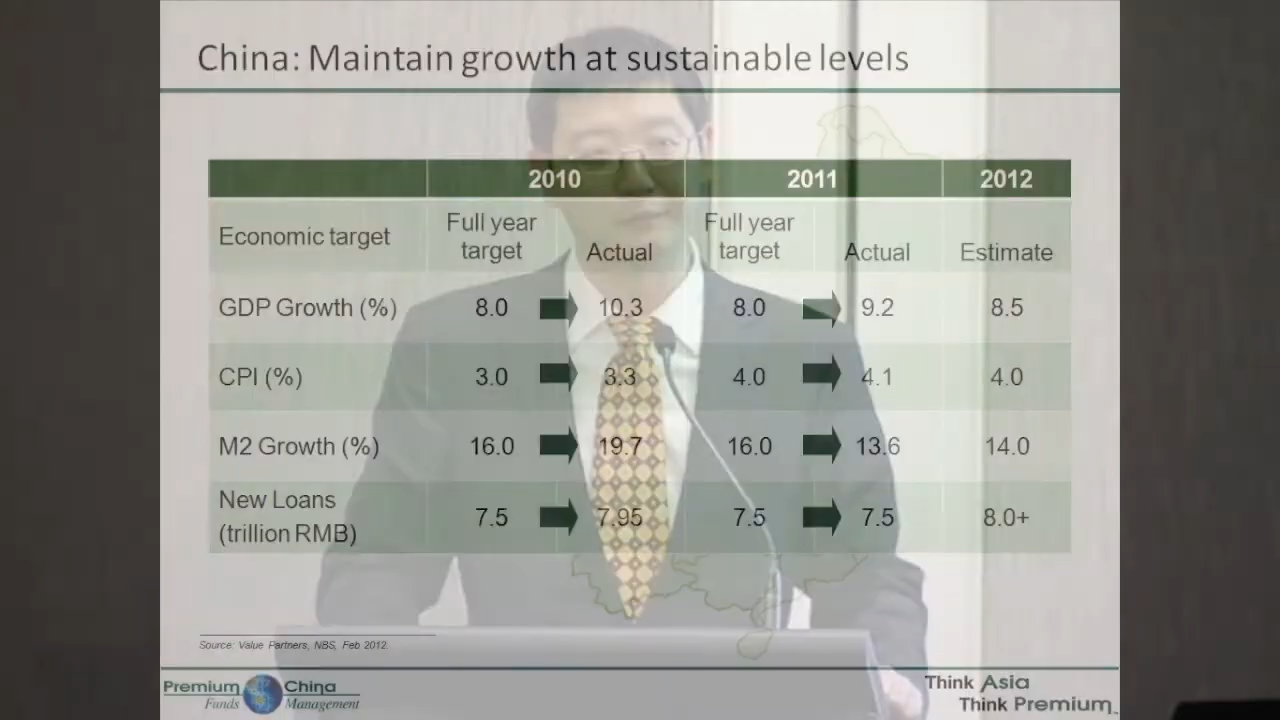 China: Maintain growth at sustainable levels
2010 2011 2012
Economic target Full year target Actual Full year target Actual Estimate
GDP Growth (%) 8.0 10.3 8.0 9.2 8.5
CPI (%) 3.0 3.3 4.0 4.1 4.0
M2 Growth (%) 16.0 19.7 16.0 13.6 14.0
New Loans
(trillion RMB) 7.5 7.95 7.5 7.5 8.0+
Source: Value Partners, NBS, Feb 2012.
Premium China
Funds Management
Think Asia
Think Premium